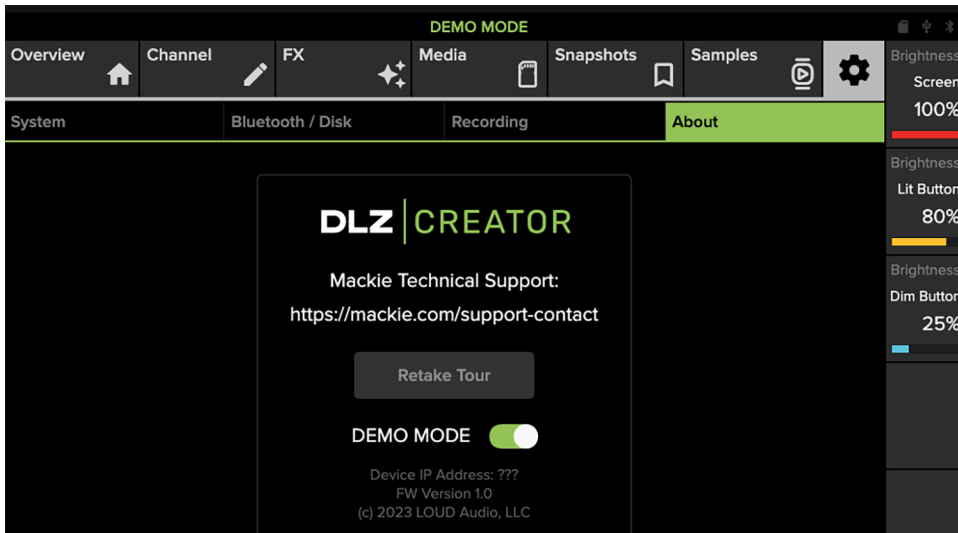 DEMO MODE
Overview Channel FX Media Snapshots Samples
System Bluetooth / Disk Recording About
Brightness
Screen
100%
Brightness
Lit Button
80%
Brightness
Dim Button
25%
DLZ CREATOR
Mackie Technical Support:
https://mackie.com/support-contact
Retake Tour
DEMO MODE
Device IP Address: ???
FW Version 1.0
(c) 2023 LOUD Audio, LLC